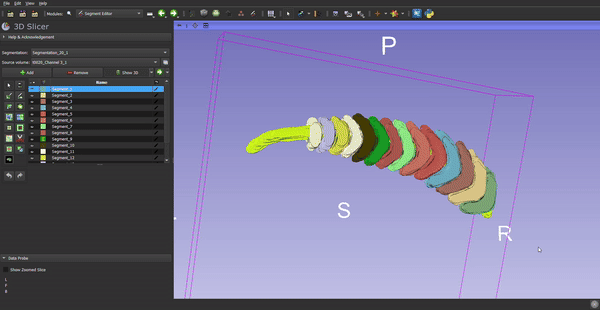 File Edit View Help
Modules: Segment Editor
3D Slicer
Help & Acknowledgement
Segmentation: Segmentation_20_1
Source volume:
Add Remove Show 3D
Name
Segment_1
Segment_2
Segment_3
Segment_4
Segment_5
Segment_6
Segment_7
Segment_8
Segment_9
Segment_10
Segment_11
Segment_12
P
S
R
Data Probe
Show Zoomed Slice
L
F
B